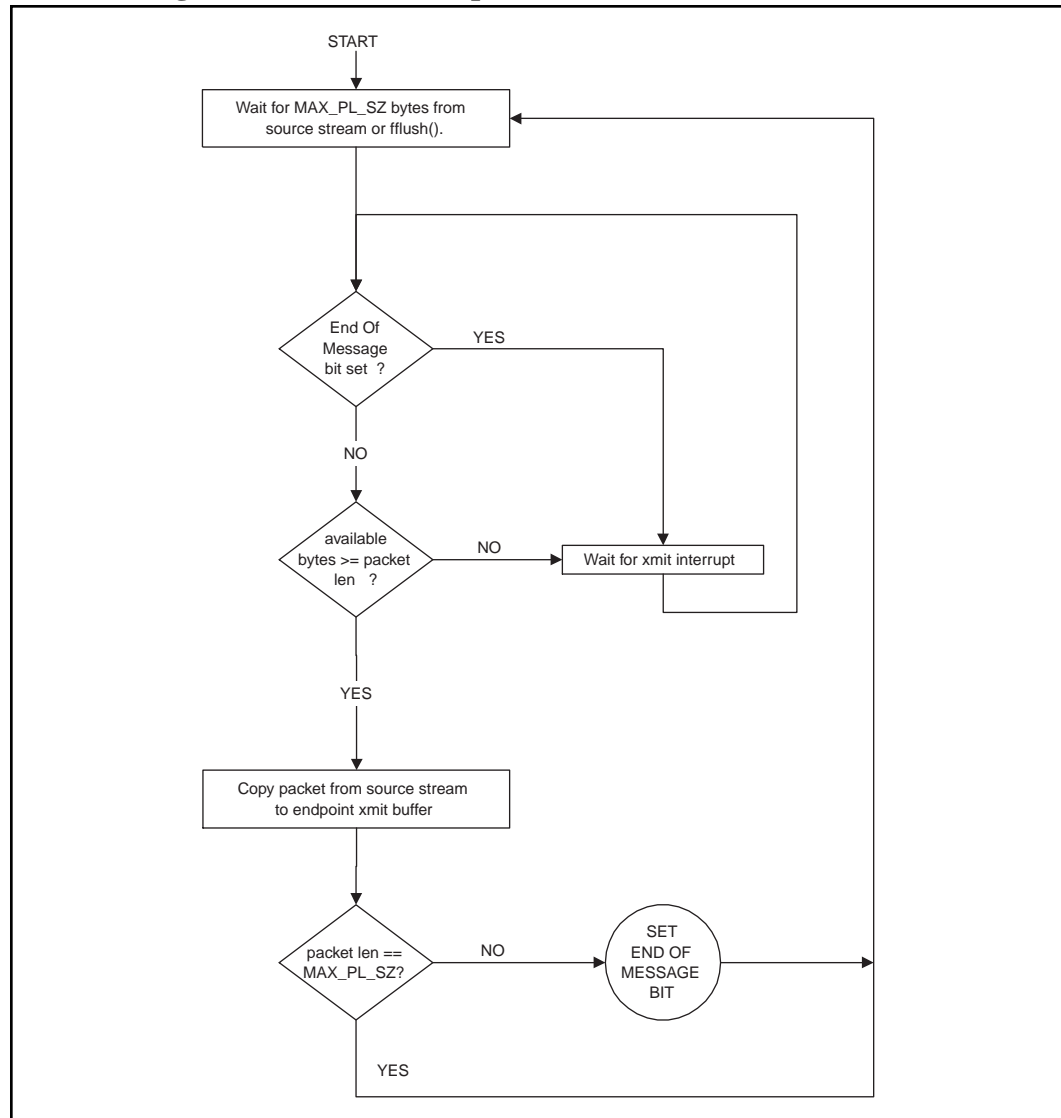 START
Wait for MAX_PL_SZ bytes from
source stream or fflush().
End Of
Message
bit set ?
YES
NO
available
bytes >= packet
len ?
NO
Wait for xmit interrupt
YES
Copy packet from source stream
to endpoint xmit buffer
packet len ==
MAX_PL_SZ?
NO
SET
END OF
MESSAGE
BIT
YES